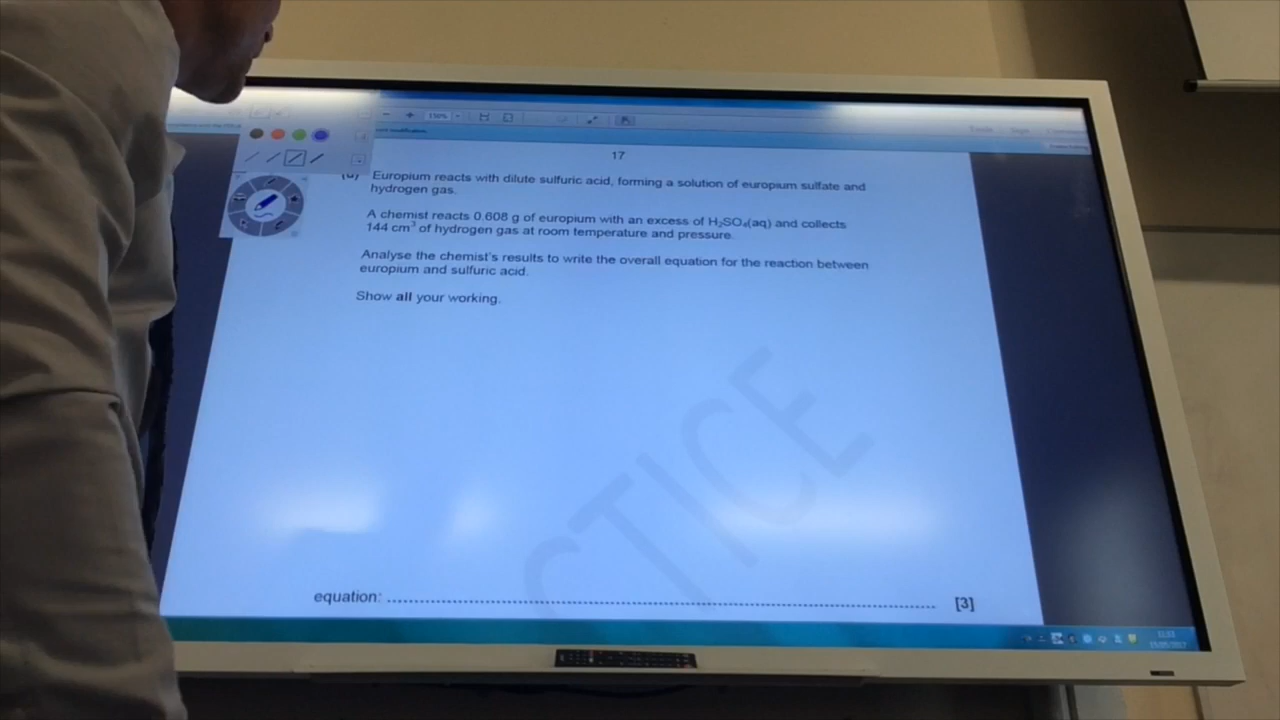 150%
17
Europium reacts with dilute sulfuric acid, forming a solution of europium sulfate and
hydrogen gas.
A chemist reacts 0.608 g of europium with an excess of H₂SO₄(aq) and collects
144 cm³ of hydrogen gas at room temperature and pressure.
Analyse the chemist's results to write the overall equation for the reaction between
europium and sulfuric acid.
Show all your working.
CTICE
equation: ........................................ [3]